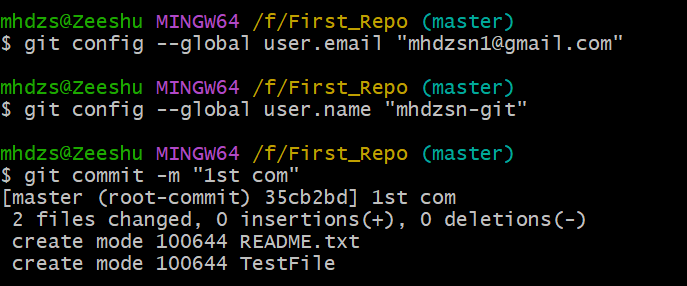 mhdzs@Zeeshu MINGW64 /f/First_Repo (master)
$ git config --global user.email "mhdzsn1@gmail.com"
mhdzs@Zeeshu MINGW64 /f/First_Repo (master)
$ git config --global user.name "mhdzsn-git"
mhdzs@Zeeshu MINGW64 /f/First_Repo (master)
$ git commit -m "1st com"
[master (root-commit) 35cb2bd] 1st com
 2 files changed, 0 insertions(+), 0 deletions(-)
 create mode 100644 README.txt
 create mode 100644 TestFile